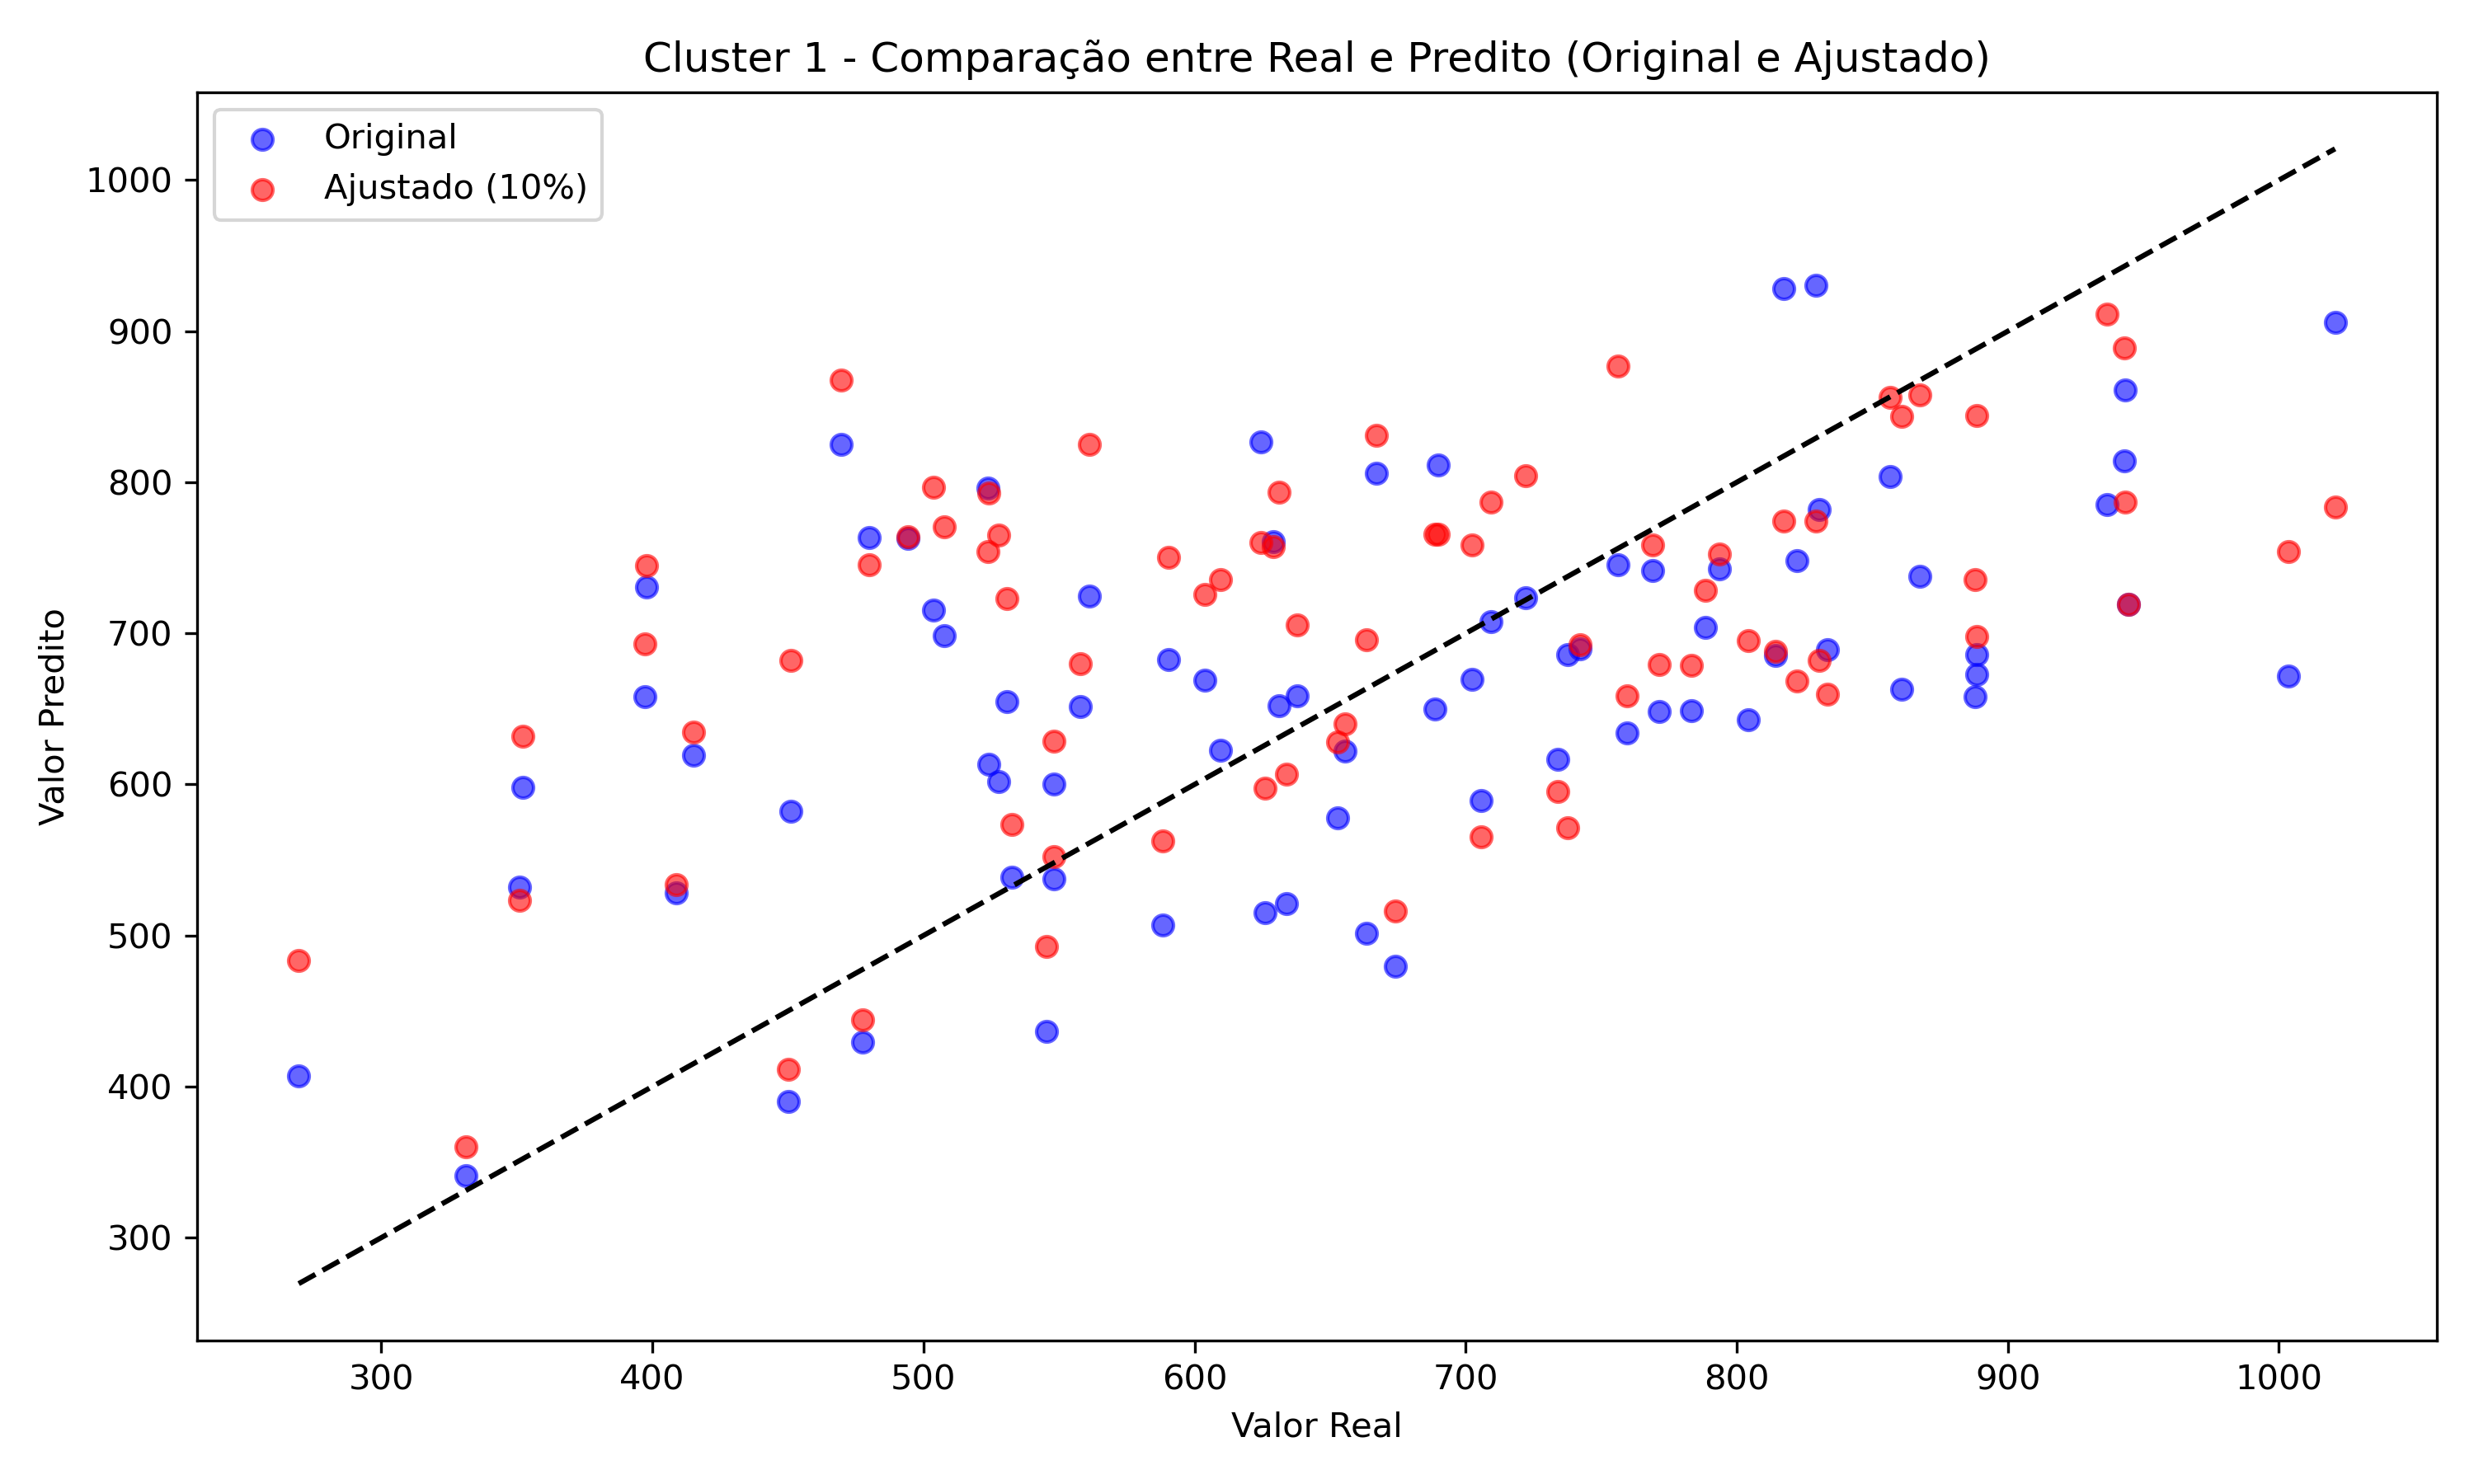 Cluster 1 - Comparação entre Real e Predito (Original e Ajustado)
Original
Ajustado (10%)
1000
900
800
700
600
500
400
300
Valor Predito
300 400 500 600 700 800 900 1000
Valor Real